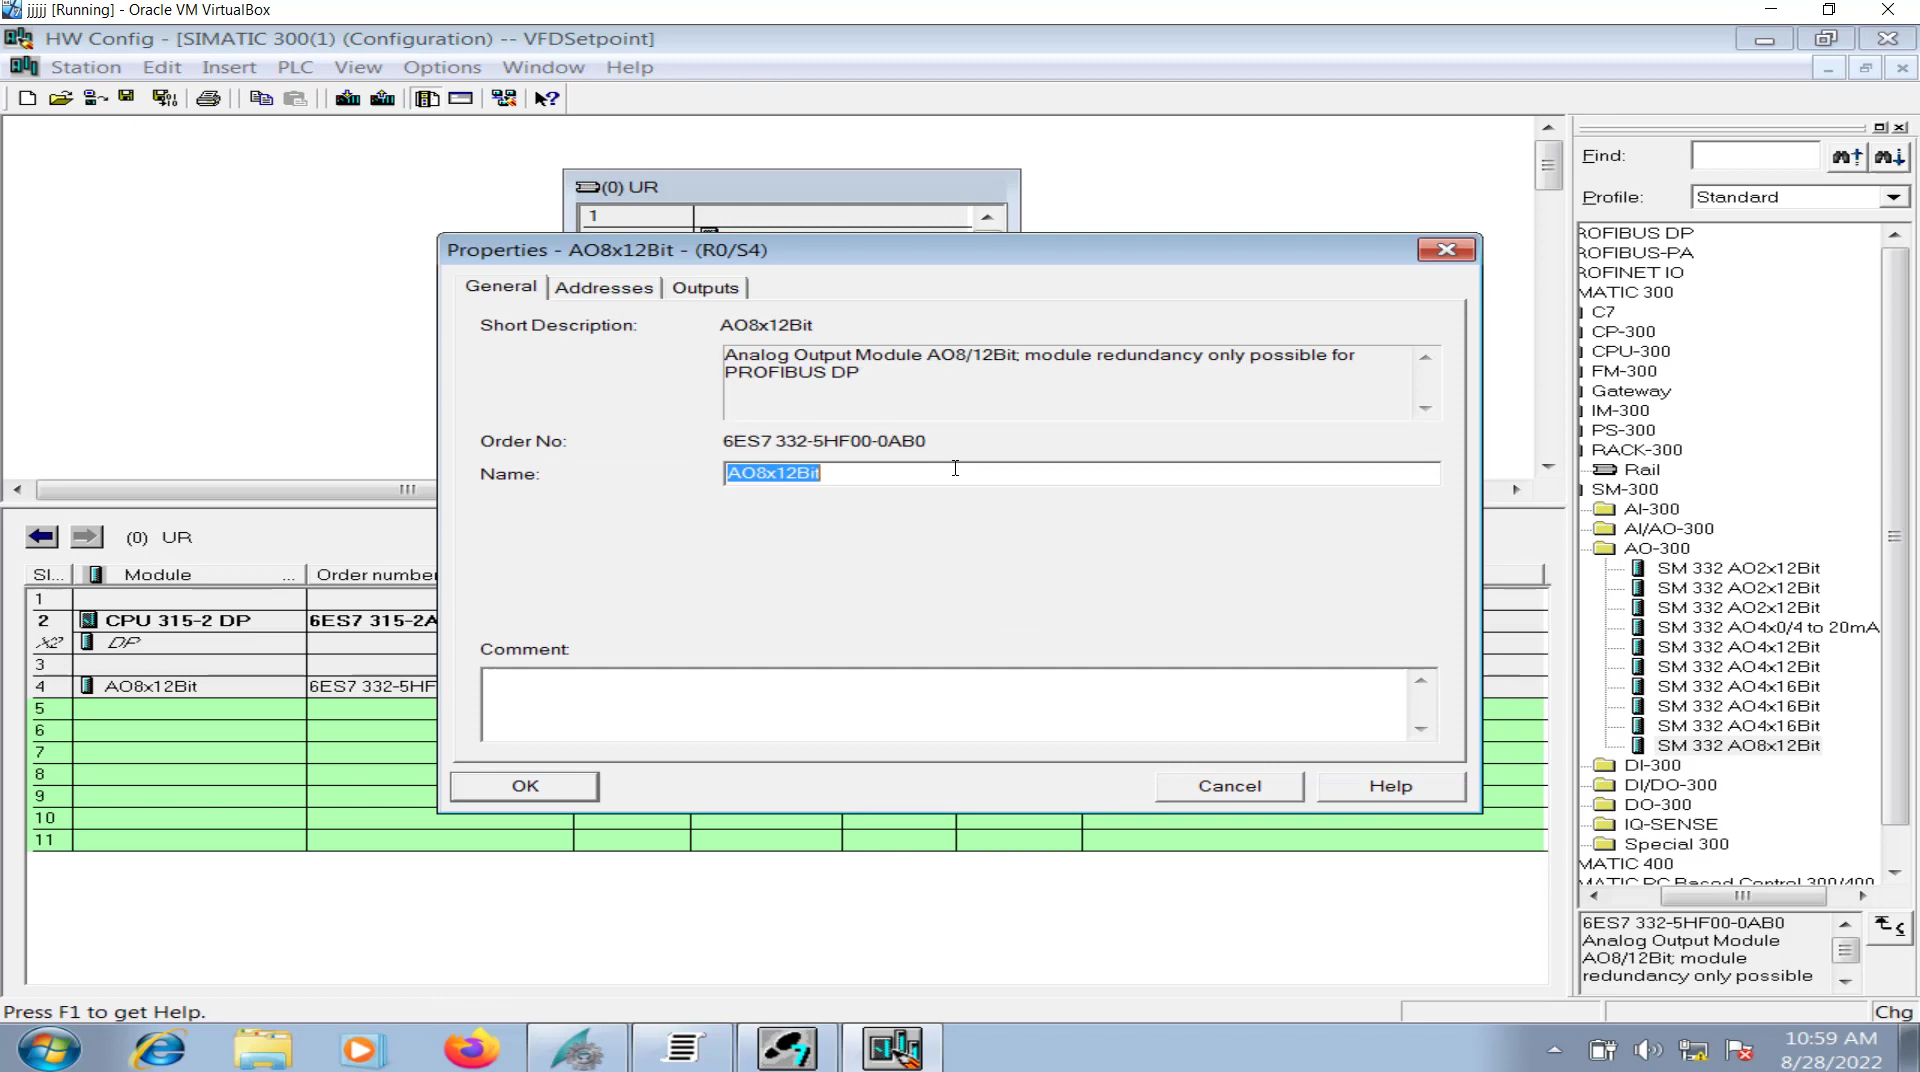 jjjjj [Running] - Oracle VM VirtualBox
HW Config - [SIMATIC 300(1) (Configuration) -- VFDSetpoint]
Station Edit Insert PLC View Options Window Help
(0) UR
1
Properties - AO8x12Bit - (R0/S4)
General Addresses Outputs
Short Description: AO8x12Bit
Analog Output Module AO8/12Bit; module redundancy only possible for
PROFIBUS DP
Order No: 6ES7 332-5HF00-0AB0
Name: AO8x12Bit
Comment:
OK Cancel Help
(0) UR
Sl... Module ... Order number
1
2 CPU 315-2 DP 6ES7 315-2A
X2 DP
3
4 AO8x12Bit 6ES7 332-5HF
5
6
7
8
9
10
11
Find:
Profile: Standard
ROFIBUS DP
ROFIBUS-PA
ROFINET IO
MATIC 300
C7
CP-300
CPU-300
FM-300
Gateway
IM-300
PS-300
RACK-300
Rail
SM-300
AI-300
AI/AO-300
AO-300
SM 332 AO2x12Bit
SM 332 AO2x12Bit
SM 332 AO2x12Bit
SM 332 AO4x0/4 to 20mA
SM 332 AO4x12Bit
SM 332 AO4x12Bit
SM 332 AO4x16Bit
SM 332 AO4x16Bit
SM 332 AO4x16Bit
SM 332 AO8x12Bit
DI-300
DI/DO-300
DO-300
IQ-SENSE
Special 300
MATIC 400
MATIC PC Based Control 300/400
6ES7 332-5HF00-0AB0
Analog Output Module
AO8/12Bit; module
redundancy only possible
Press F1 to get Help.
Chg
10:59 AM
8/28/2022